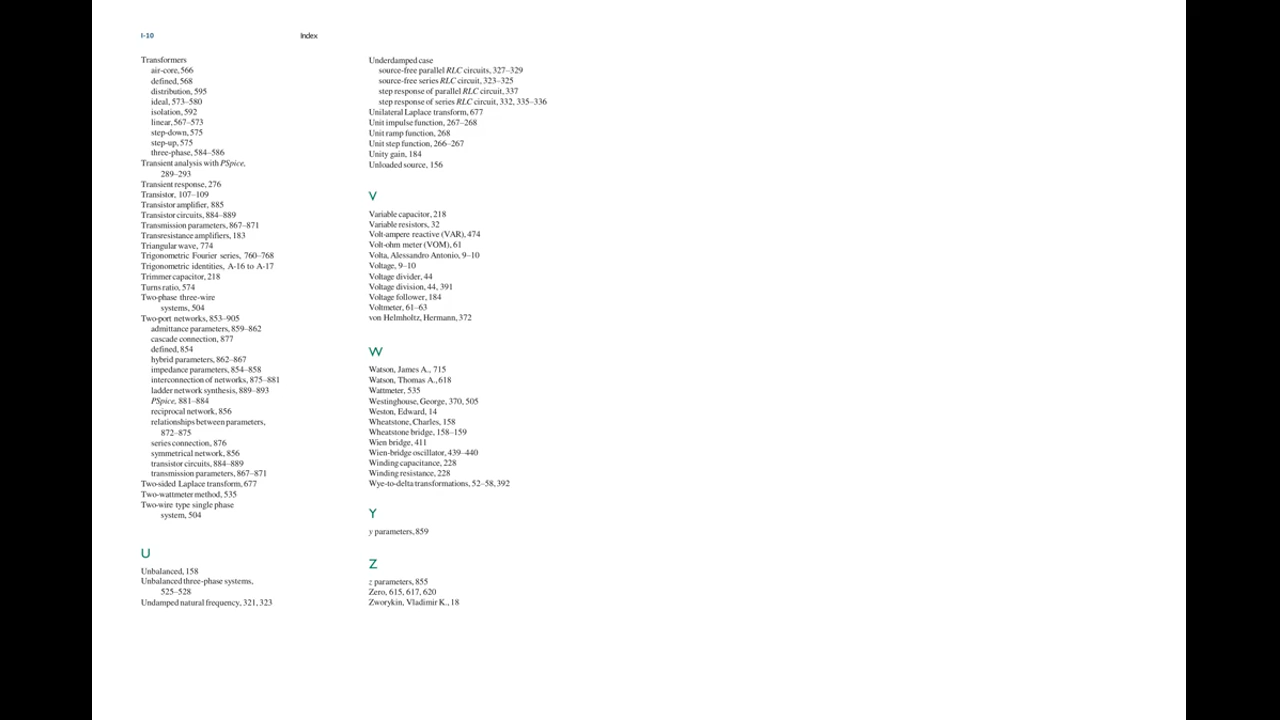 I-10
Index
Transformers
air-core, 566
defined, 568
distribution, 595
ideal, 573–580
isolation, 592
linear, 567–573
step-down, 575
step-up, 575
three-phase, 584–586
Transient analysis with PSpice,
289–293
Transient response, 276
Transistor, 107–109
Transistor amplifier, 885
Transistor circuits, 884–889
Transmission parameters, 867–871
Transresistance amplifiers, 183
Triangular wave, 774
Trigonometric Fourier series, 760–768
Trigonometric identities, A-16 to A-17
Trimmer capacitor, 218
Turns ratio, 574
Two-phase three-wire
systems, 504
Two-port networks, 853–905
admittance parameters, 859–862
cascade connection, 877
defined, 854
hybrid parameters, 862–867
impedance parameters, 854–858
interconnection of networks, 875–881
ladder network synthesis, 889–893
PSpice, 881–884
reciprocal network, 856
relationships between parameters,
872–875
series connection, 876
symmetrical network, 856
transistor circuits, 884–889
transmission parameters, 867–871
Two-sided Laplace transform, 677
Two-wattmeter method, 535
Two-wire type single phase
system, 504
U
Unbalanced, 158
Unbalanced three-phase systems,
525–528
Undamped natural frequency, 321, 323
Underdamped case
source-free parallel RLC circuits, 327–329
source-free series RLC circuit, 323–325
step response of parallel RLC circuit, 337
step response of series RLC circuit, 332, 335–336
Unilateral Laplace transform, 677
Unit impulse function, 267–268
Unit ramp function, 268
Unit step function, 266–267
Unity gain, 184
Unloaded source, 156
V
Variable capacitor, 218
Variable resistors, 32
Volt-ampere reactive (VAR), 474
Volt-ohm meter (VOM), 61
Volta, Alessandro Antonio, 9–10
Voltage, 9–10
Voltage divider, 44
Voltage division, 44, 391
Voltage follower, 184
Voltmeter, 61–63
von Helmholtz, Hermann, 372
W
Watson, James A., 715
Watson, Thomas A., 618
Wattmeter, 535
Westinghouse, George, 370, 505
Weston, Edward, 14
Wheatstone, Charles, 158
Wheatstone bridge, 158–159
Wien bridge, 411
Wien-bridge oscillator, 439–440
Winding capacitance, 228
Winding resistance, 228
Wye-to-delta transformations, 52–58, 392
Y
y parameters, 859
Z
z parameters, 855
Zero, 615, 617, 620
Zworykin, Vladimir K., 18